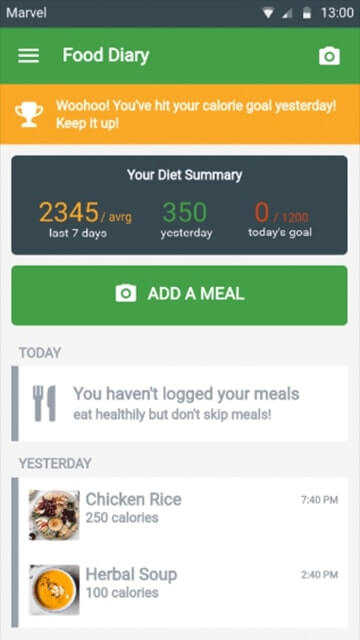 Marvel 13:00
Food Diary
Woohoo! You've hit your calorie goal yesterday!
Keep it up!
Your Diet Summary
2345 / avrg 350 0 / 1200
last 7 days yesterday today's goal
ADD A MEAL
TODAY
You haven't logged your meals
eat healthily but don't skip meals!
YESTERDAY
Chicken Rice 7:40 PM
250 calories
Herbal Soup 2:40 PM
100 calories